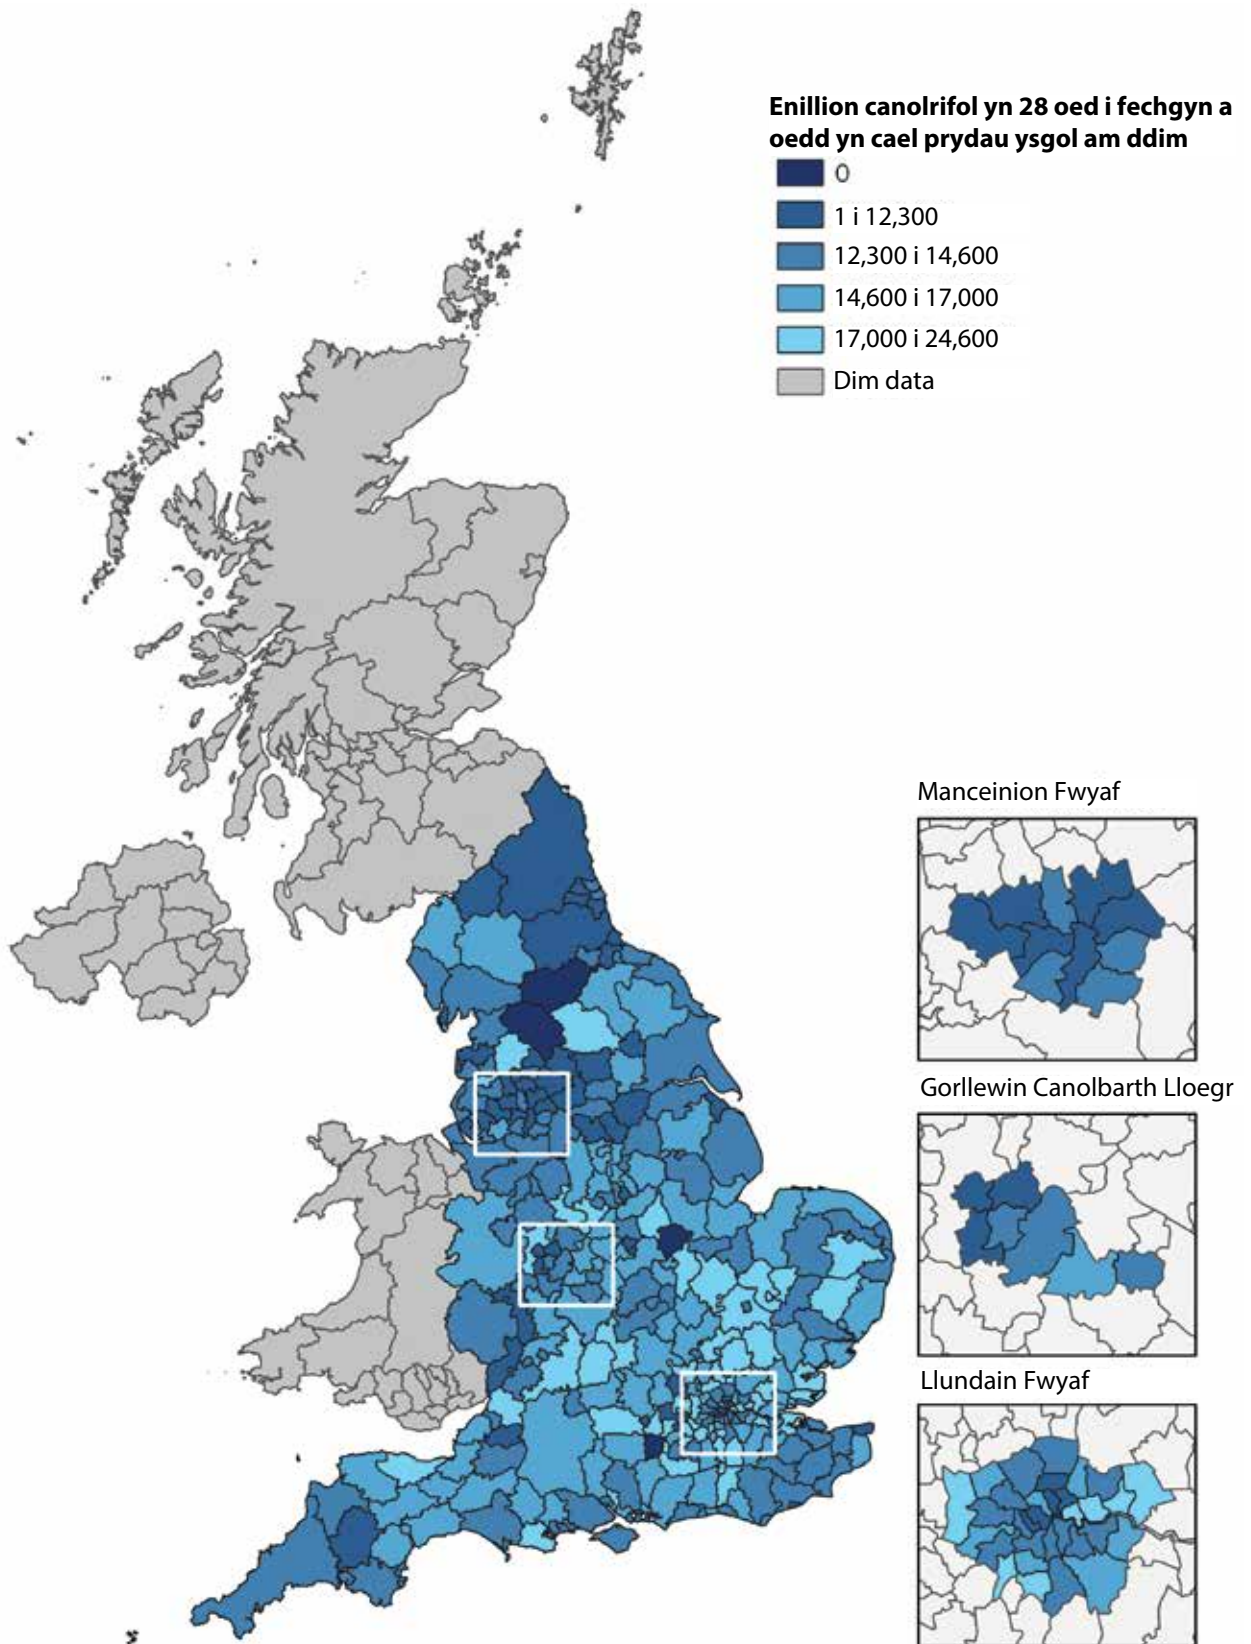 Enillion canolrifol yn 28 oed i fechgyn a
oedd yn cael prydau ysgol am ddim
0
1 i 12,300
12,300 i 14,600
14,600 i 17,000
17,000 i 24,600
Dim data
Manceinion Fwyaf
Gorllewin Canolbarth Lloegr
Llundain Fwyaf